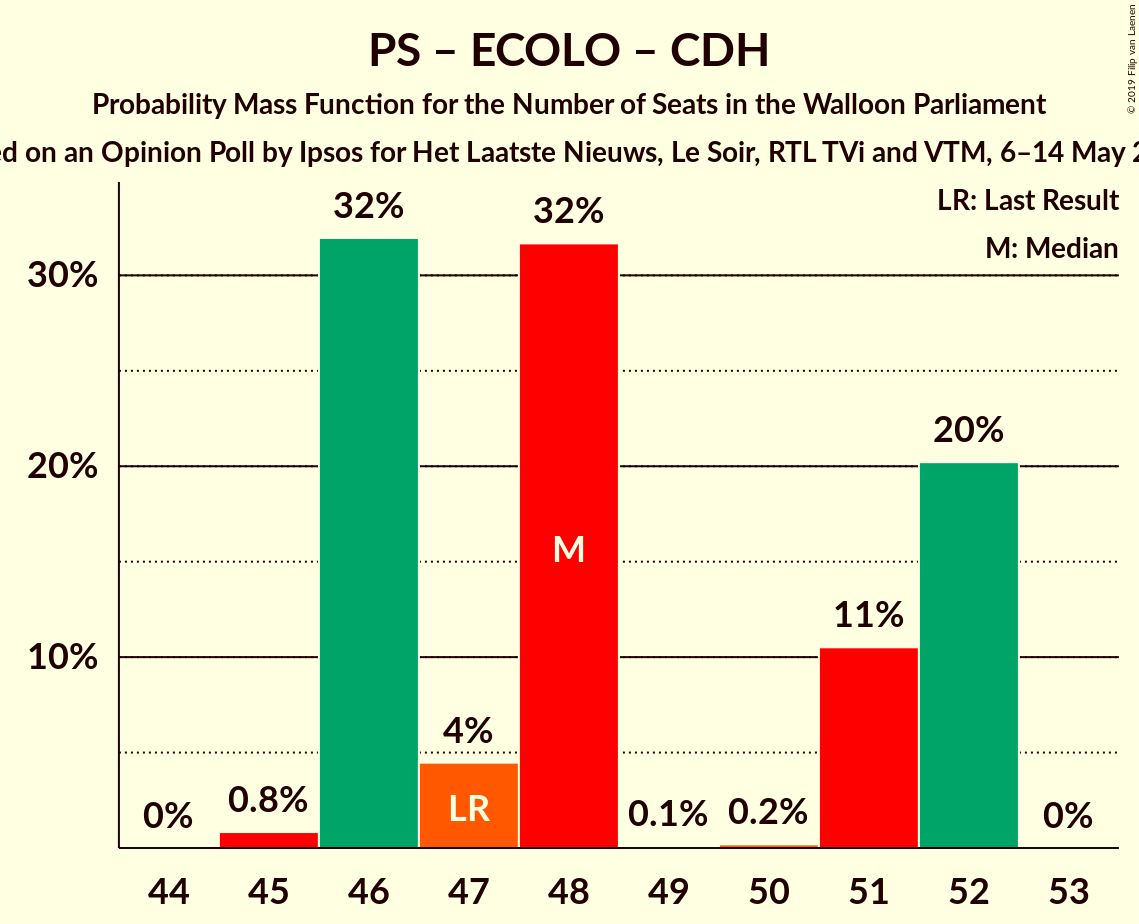 PS – ECOLO – CDH
Probability Mass Function for the Number of Seats in the Walloon Parliament
on an Opinion Poll by Ipsos for Het Laatste Nieuws, Le Soir, RTL TVi and VTM, 6–14 May
© 2019 Filip van Laenen
LR: Last Result
M: Median
30%
20%
10%
0%
0.8%
32%
4%
32%
0.1%
0.2%
11%
20%
0%
LR
M
44 45 46 47 48 49 50 51 52 53